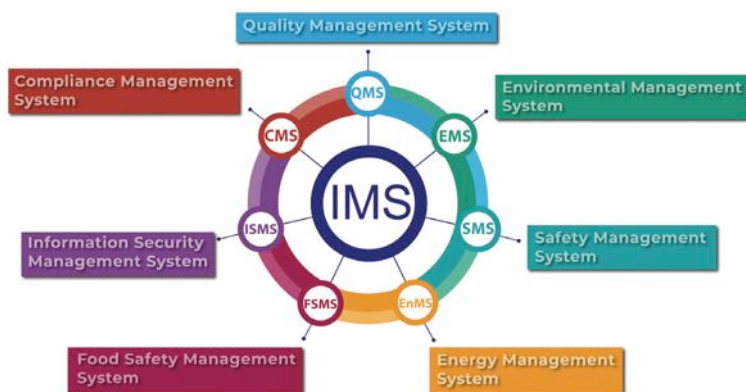 Quality Management System
Compliance Management
System
QMS
Environmental Management
System
CMS
EMS
IMS
Information Security
Management System
ISMS
SMS
Safety Management
System
FSMS
EnMS
Food Safety Management
System
Energy Management
System